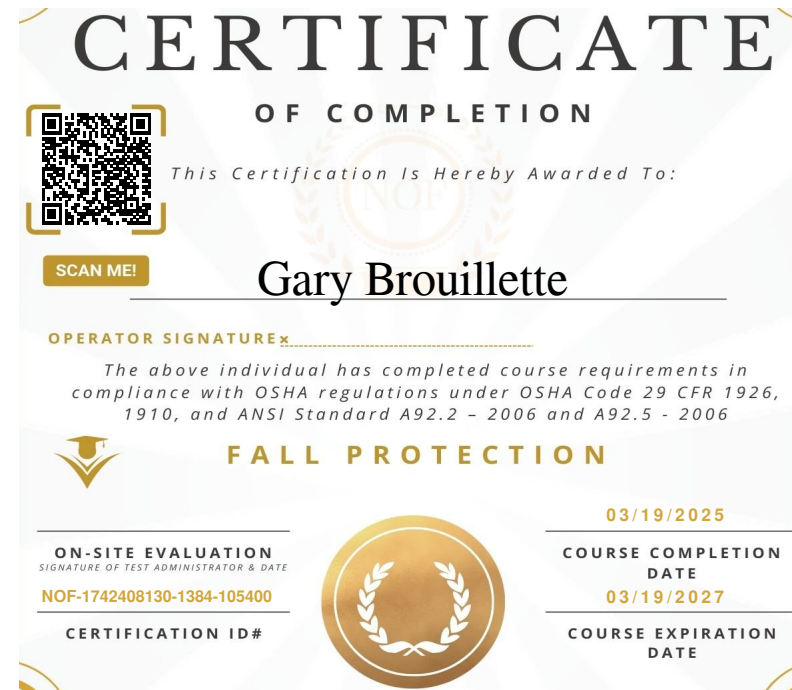 CERTIFICATE
OF COMPLETION
This Certification Is Hereby Awarded To:
NOF
SCAN ME!
Gary Brouillette
OPERATOR SIGNATURE×
The above individual has completed course requirements in
compliance with OSHA regulations under OSHA Code 29 CFR 1926,
1910, and ANSI Standard A92.2 – 2006 and A92.5 - 2006
FALL PROTECTION
03/19/2025
ON-SITE EVALUATION
SIGNATURE OF TEST ADMINISTRATOR & DATE
COURSE COMPLETION
DATE
NOF-1742408130-1384-105400
03/19/2027
CERTIFICATION ID#
COURSE EXPIRATION
DATE